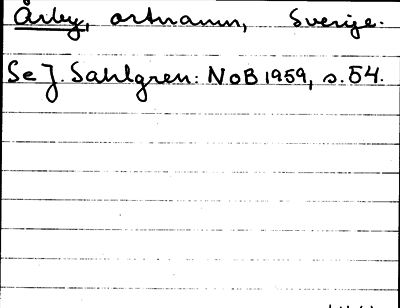 Årby, ortnamn, Sverige.
Se J. Sahlgren: NoB 1959, s. 54.